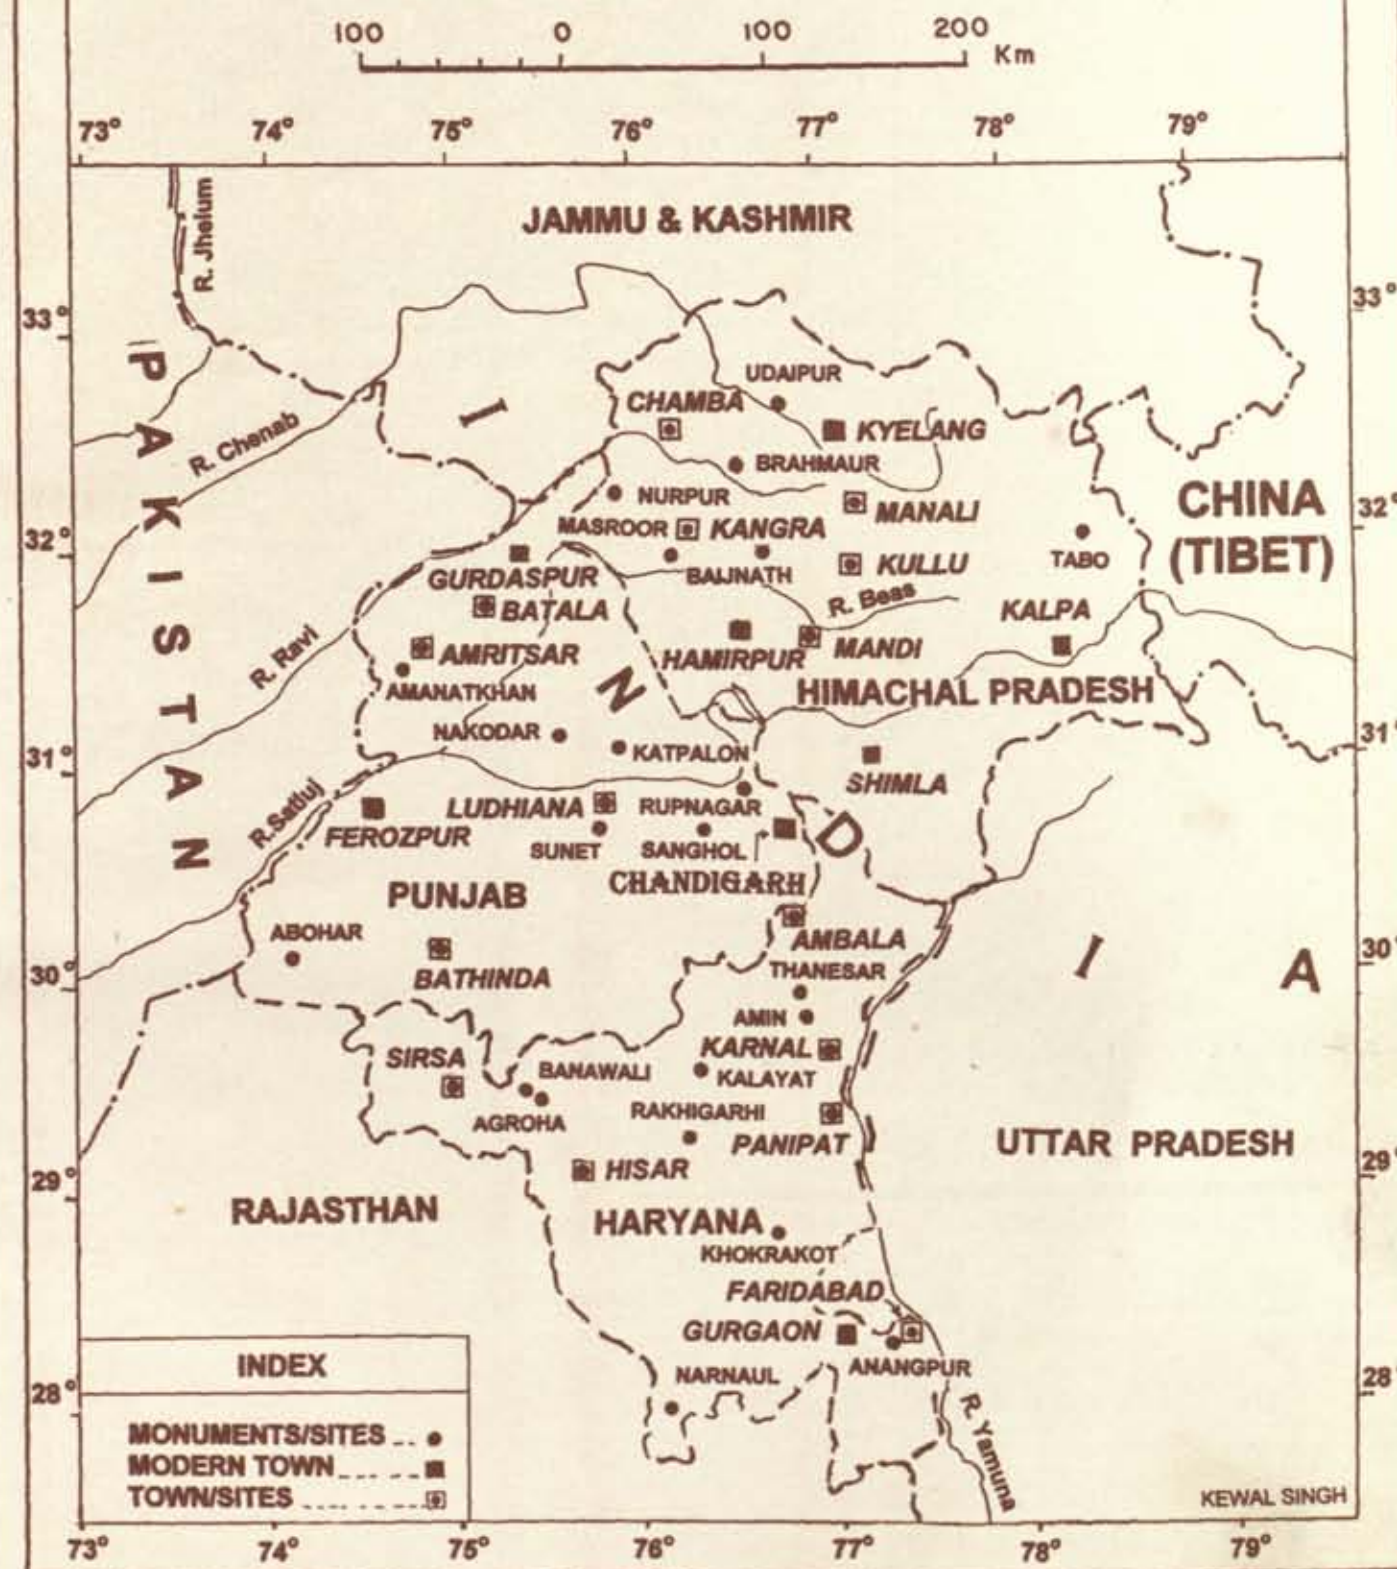 100 0 100 200 Km
73° 74° 75° 76° 77° 78° 79°
R. Jhelum
JAMMU & KASHMIR
33° 33°
PAKISTAN
UDAIPUR
CHAMBA
I
KYELANG
R. Chenab
BRAHMAUR
NURPUR
MANALI
CHINA
(TIBET)
32° 32°
MASROOR KANGRA
TABO
GURDASPUR
BAIJNATH
KULLU
BATALA
R. Beas
KALPA
R. Ravi
AMRITSAR
HAMIRPUR
MANDI
AMANATKHAN
N
HIMACHAL PRADESH
NAKODAR
KATPALON
31° 31°
SHIMLA
R.Satluj
LUDHIANA
RUPNAGAR
FEROZPUR
SUNET
SANGHOL
D
CHANDIGARH
PUNJAB
ABOHAR
AMBALA
I A
30° 30°
BATHINDA
THANESAR
AMIN
SIRSA
KARNAL
BANAWALI
KALAYAT
AGROHA
RAKHIGARHI
PANIPAT
UTTAR PRADESH
HISAR
29° 29°
RAJASTHAN
HARYANA
KHOKRAKOT
FARIDABAD
GURGAON
ANANGPUR
NARNAUL
28° 28°
R. Yamuna
INDEX
MONUMENTS/SITES
MODERN TOWN
TOWN/SITES
KEWAL SINGH
73° 74° 75° 76° 77° 78° 79°